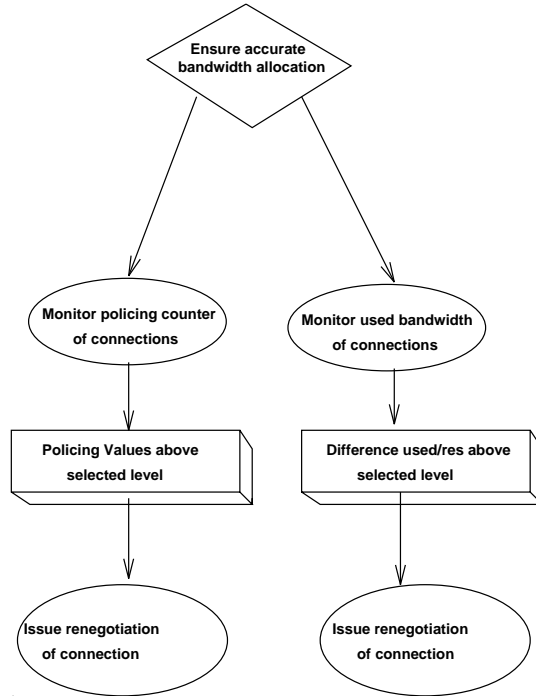 Ensure accurate
bandwidth allocation
Monitor policing counter
of connections
Monitor used bandwidth
of connections
Policing Values above
selected level
Difference used/res above
selected level
Issue renegotiation
of connection
Issue renegotiation
of connection